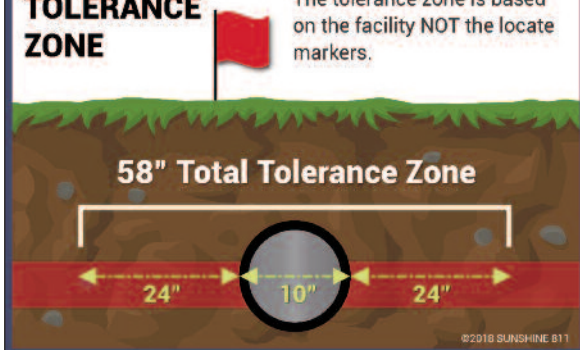 TOLERANCE
ZONE
The tolerance zone is based
on the facility NOT the locate
markers.
58" Total Tolerance Zone
24"
10"
24"
©2018 SUNSHINE 811